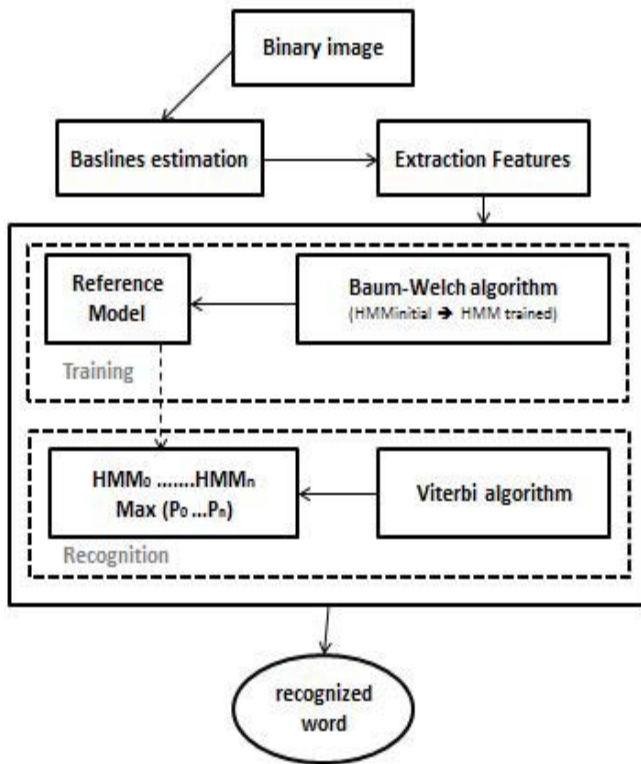 Binary image
Baslines estimation
Extraction Features
Reference
Model
Baum-Welch algorithm
(HMMinitial ➔ HMM trained)
Training
HMM₀ .......HMMₙ
Max (P₀ ...Pₙ)
Viterbi algorithm
Recognition
recognized
word